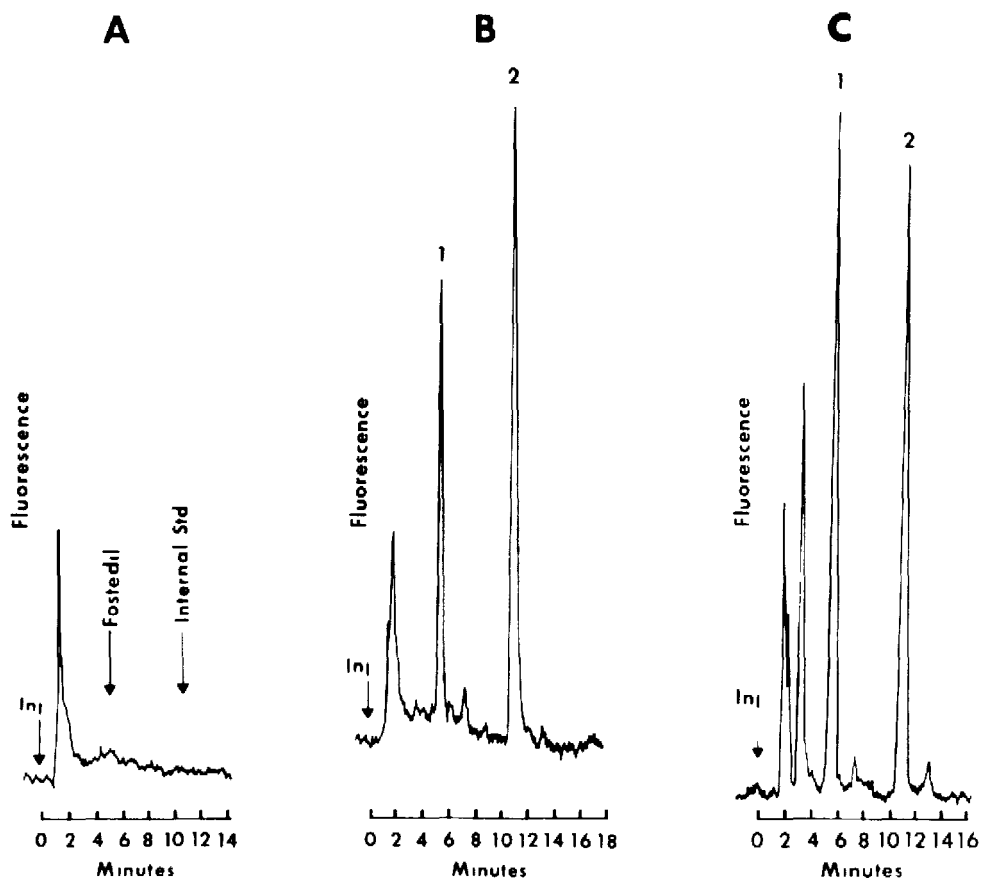 A
Fluorescence
Inj
Fostedil
Internal Std
0 2 4 6 8 10 12 14
Minutes
B
1
2
Fluorescence
Inj
0 2 4 6 8 10 12 14 16 18
Minutes
C
1
2
Fluorescence
Inj
0 2 4 6 8 10 12 14 16
Minutes